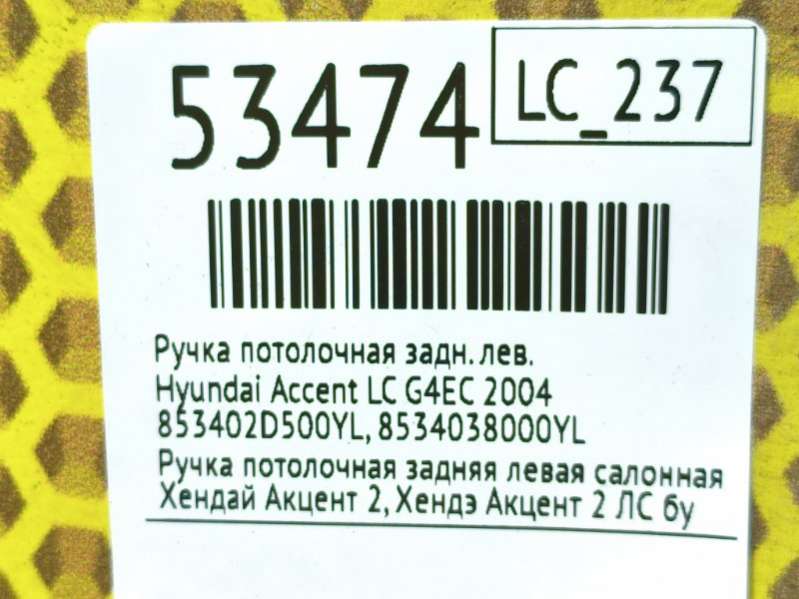 53474
LC_237
Ручка потолочная задн. лев.
Hyundai Accent LC G4EC 2004
853402D500YL, 8534038000YL
Ручка потолочная задняя левая салонная
Хендай Акцент 2, Хендэ Акцент 2 ЛС бу